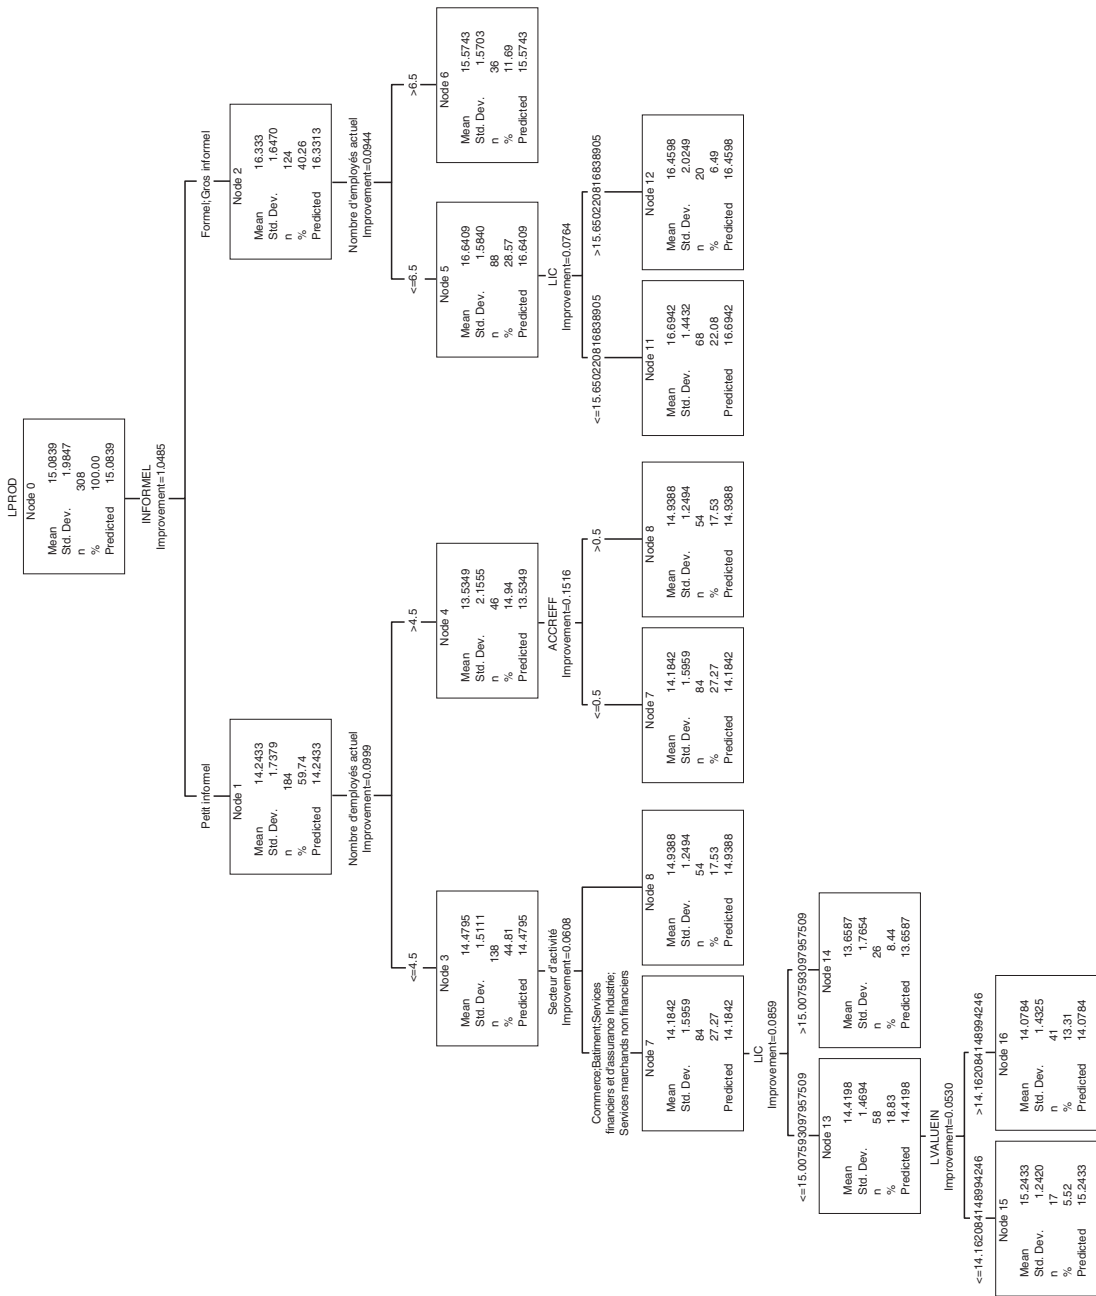 LPROD
Node 0
Mean 15.0839
Std. Dev. 1.9847
n 308
% 100.00
Predicted 15.0839
INFORMEL
Improvement=1.0485
Petit informel
Formel;Gros informel
Node 1
Mean 14.2433
Std. Dev. 1.7379
n 184
% 59.74
Predicted 14.2433
Node 2
Mean 16.333
Std. Dev. 1.6470
n 124
% 40.26
Predicted 16.3313
Nombre d'employés actuel
Improvement=0.0999
Nombre d'employés actuel
Improvement=0.0944
<=4.5
>4.5
<=6.5
>6.5
Node 3
Mean 14.4795
Std. Dev. 1.5111
n 138
% 44.81
Predicted 14.4795
Node 4
Mean 13.5349
Std. Dev. 2.1555
n 46
% 14.94
Predicted 13.5349
Node 5
Mean 16.6409
Std. Dev. 1.5840
n 88
% 28.57
Predicted 16.6409
Node 6
Mean 15.5743
Std. Dev. 1.5703
n 36
% 11.69
Predicted 15.5743
Secteur d'activité
Improvement=0.0608
ACCREFF
Improvement=0.1516
LIC
Improvement=0.0764
Commerce;Batiment;Services
financiers et d'assurance Industrie;
Services marchands non financiers
<=0.5
>0.5
<=15.650220816838905
>15.650220816838905
Node 7
Mean 14.1842
Std. Dev. 1.5959
n 84
% 27.27
Predicted 14.1842
Node 8
Mean 14.9388
Std. Dev. 1.2494
n 54
% 17.53
Predicted 14.9388
Node 7
Mean 14.1842
Std. Dev. 1.5959
n 84
% 27.27
Predicted 14.1842
Node 8
Mean 14.9388
Std. Dev. 1.2494
n 54
% 17.53
Predicted 14.9388
Node 11
Mean 16.6942
Std. Dev. 1.4432
n 68
% 22.08
Predicted 16.6942
Node 12
Mean 16.4598
Std. Dev. 2.0249
n 20
% 6.49
Predicted 16.4598
LIC
Improvement=0.0859
<=15.007593097957509
>15.007593097957509
Node 13
Mean 14.4198
Std. Dev. 1.4694
n 58
% 18.83
Predicted 14.4198
Node 14
Mean 13.6587
Std. Dev. 1.7654
n 26
% 8.44
Predicted 13.6587
LVALUEIN
Improvement=0.0530
<=14.162084148994246
>14.162084148994246
Node 15
Mean 15.2433
Std. Dev. 1.2420
n 17
% 5.52
Predicted 15.2433
Node 16
Mean 14.0784
Std. Dev. 1.4325
n 41
% 13.31
Predicted 14.0784